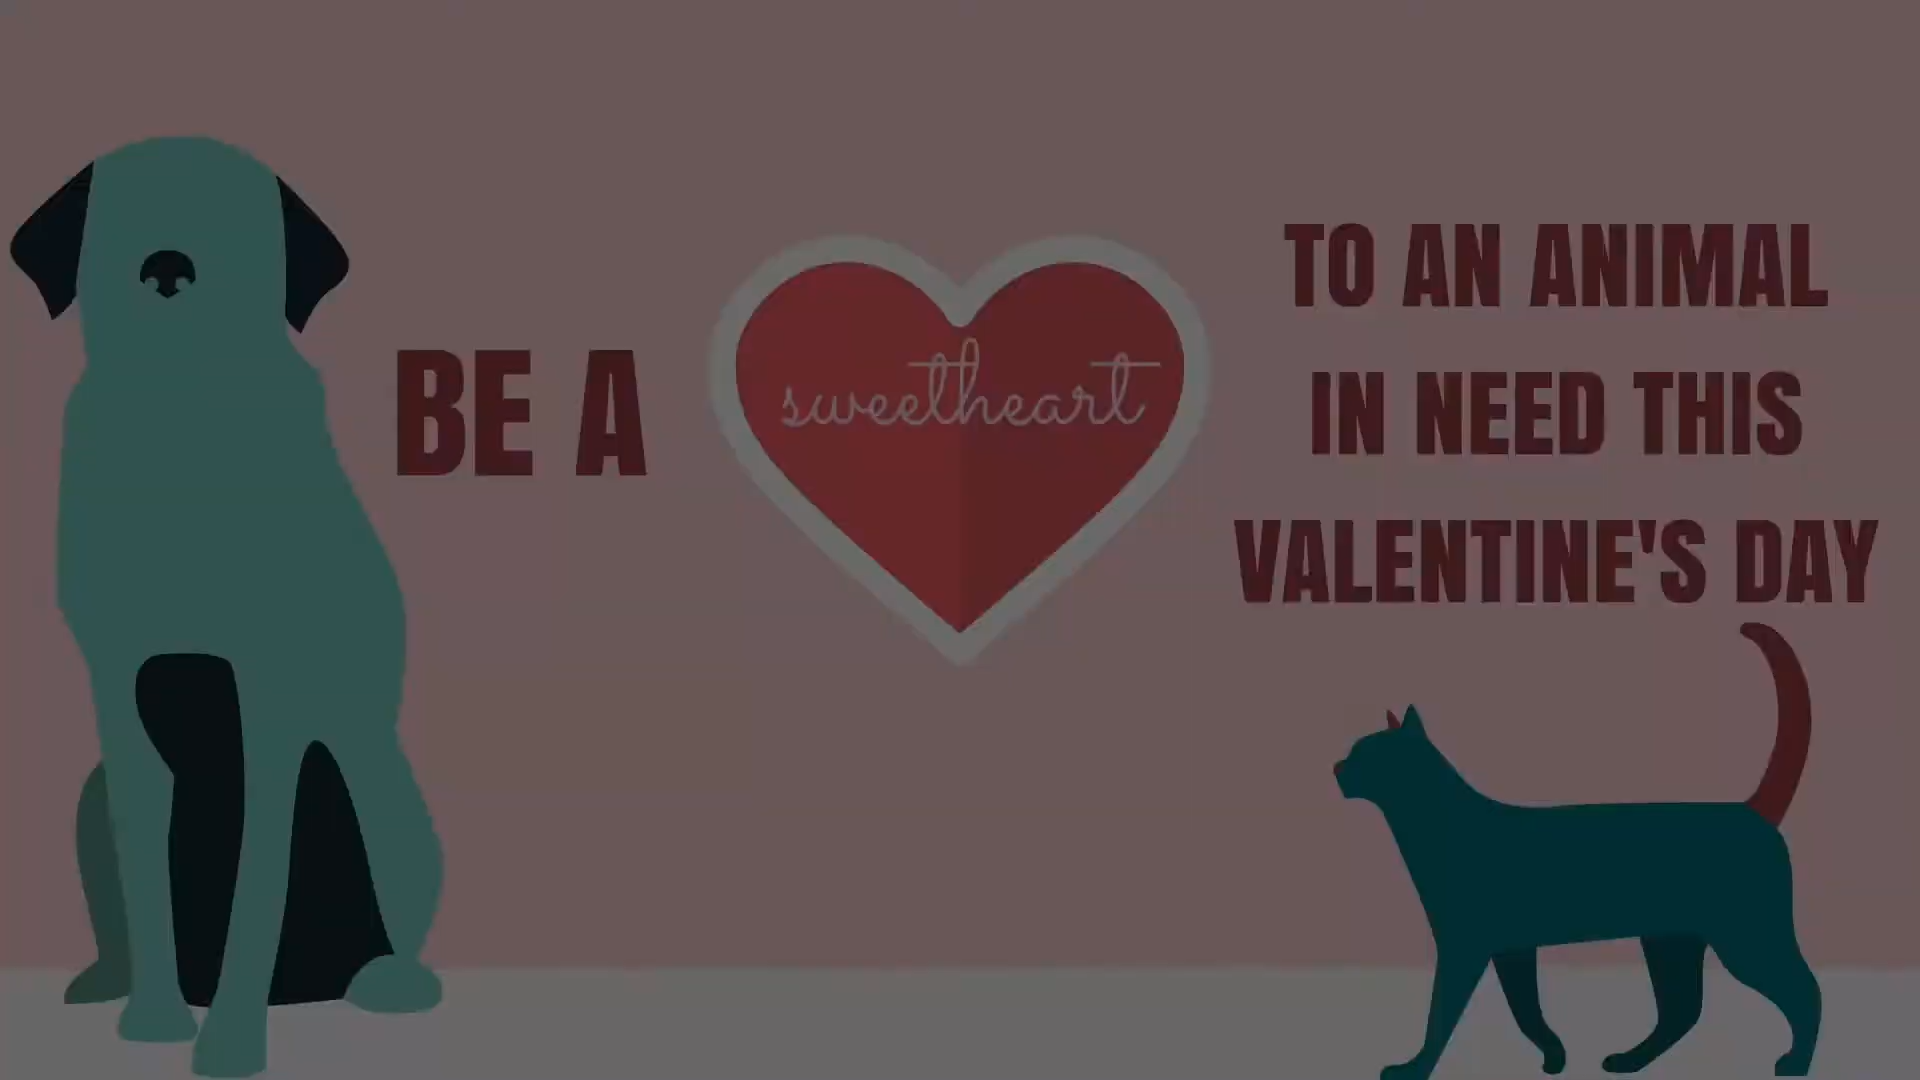 BE A
sweetheart
TO AN ANIMAL
IN NEED THIS
VALENTINE'S DAY